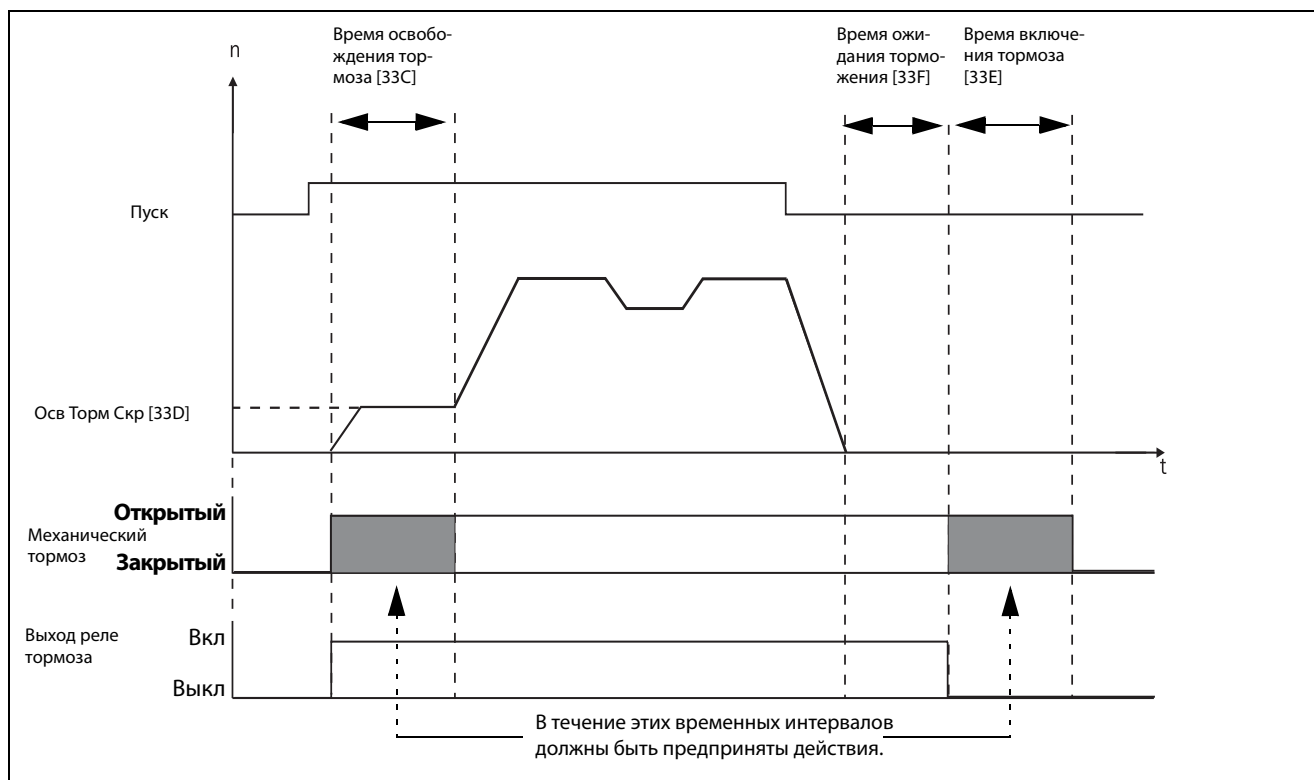 n
Время освобо-
ждения тор-
моза [33C]
Время ожи-
дания тормо-
жения [33F]
Время включе-
ния тормоза
[33E]
Пуск
Осв Торм Скр [33D]
t
Открытый
Механический
тормоз
Закрытый
Выход реле
тормоза
Вкл
Выкл
В течение этих временных интервалов
должны быть предприняты действия.